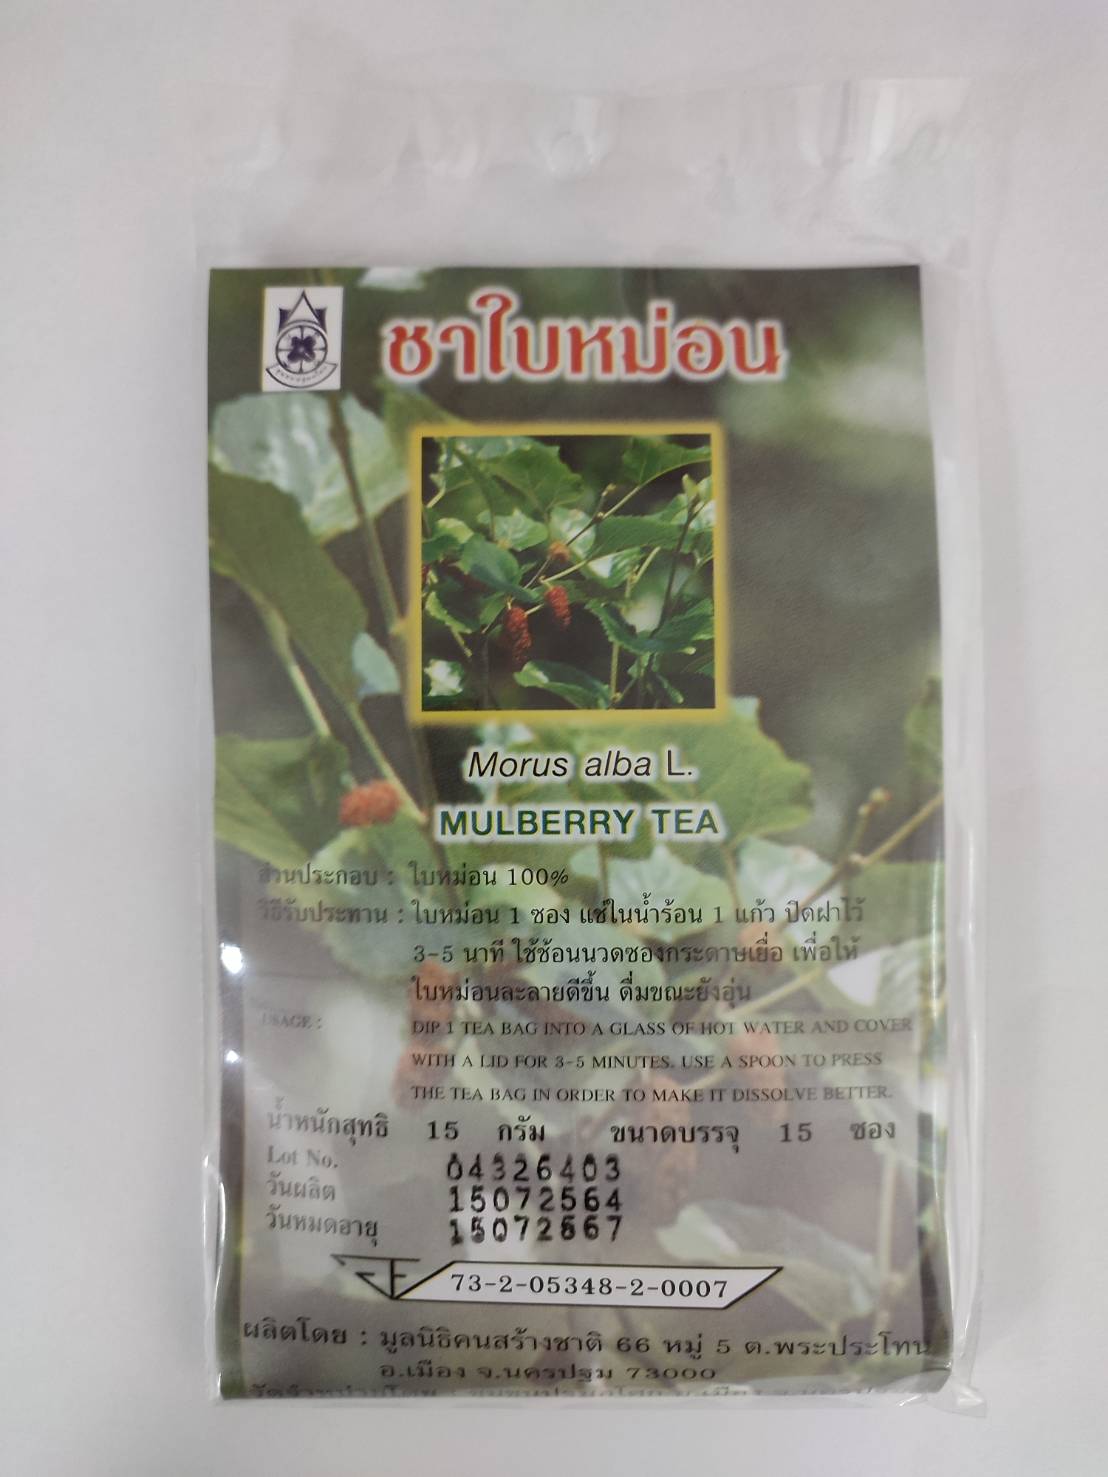 ชาใบหม่อน
Morus alba L.
MULBERRY TEA
ส่วนประกอบ : ใบหม่อน 100%
วิธีรับประทาน : ใบหม่อน 1 ซอง แช่ในน้ำร้อน 1 แก้ว ปิดฝาไว้
3-5 นาที ใช้ช้อนนวดซองกระดาษเยื่อ เพื่อให้
ใบหม่อนละลายดีขึ้น ดื่มขณะยังอุ่น
USAGE : DIP 1 TEA BAG INTO A GLASS OF HOT WATER AND COVER
WITH A LID FOR 3-5 MINUTES. USE A SPOON TO PRESS
THE TEA BAG IN ORDER TO MAKE IT DISSOLVE BETTER.
น้ำหนักสุทธิ 15 กรัม ขนาดบรรจุ 15 ซอง
Lot No. 04326403
วันผลิต 15072564
วันหมดอายุ 15072567
73-2-05348-2-0007
ผลิตโดย : มูลนิธิคนสร้างชาติ 66 หมู่ 5 ต.พระประโทน
อ.เมือง จ.นครปฐม 73000